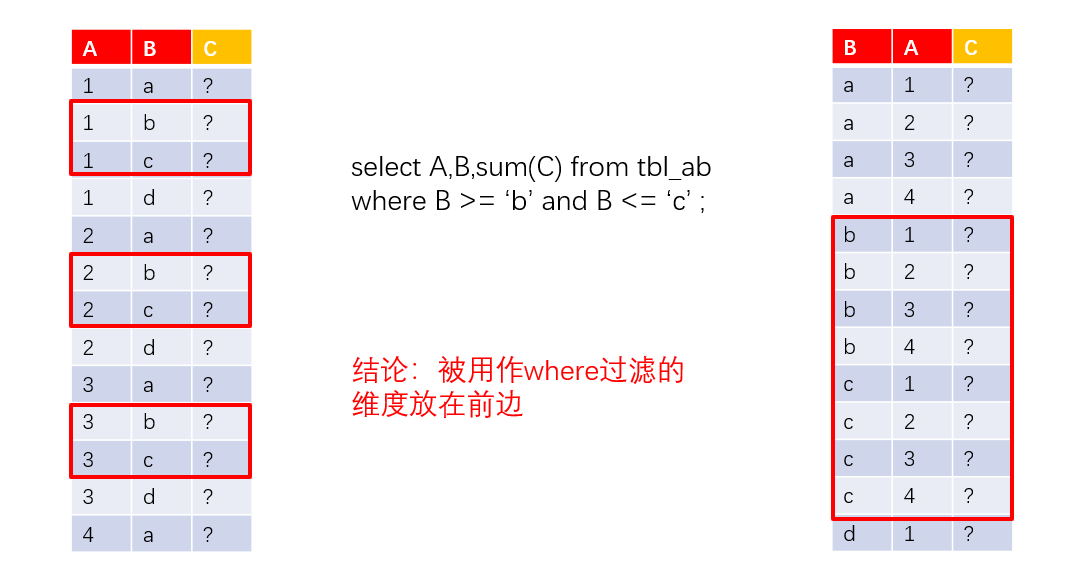 A B C
1 a ?
1 b ?
1 c ?
1 d ?
2 a ?
2 b ?
2 c ?
2 d ?
3 a ?
3 b ?
3 c ?
3 d ?
4 a ?
select A,B,sum(C) from tbl_ab
where B >= ‘b’ and B <= ‘c’ ;
结论：被用作where过滤的
维度放在前边
B A C
a 1 ?
a 2 ?
a 3 ?
a 4 ?
b 1 ?
b 2 ?
b 3 ?
b 4 ?
c 1 ?
c 2 ?
c 3 ?
c 4 ?
d 1 ?